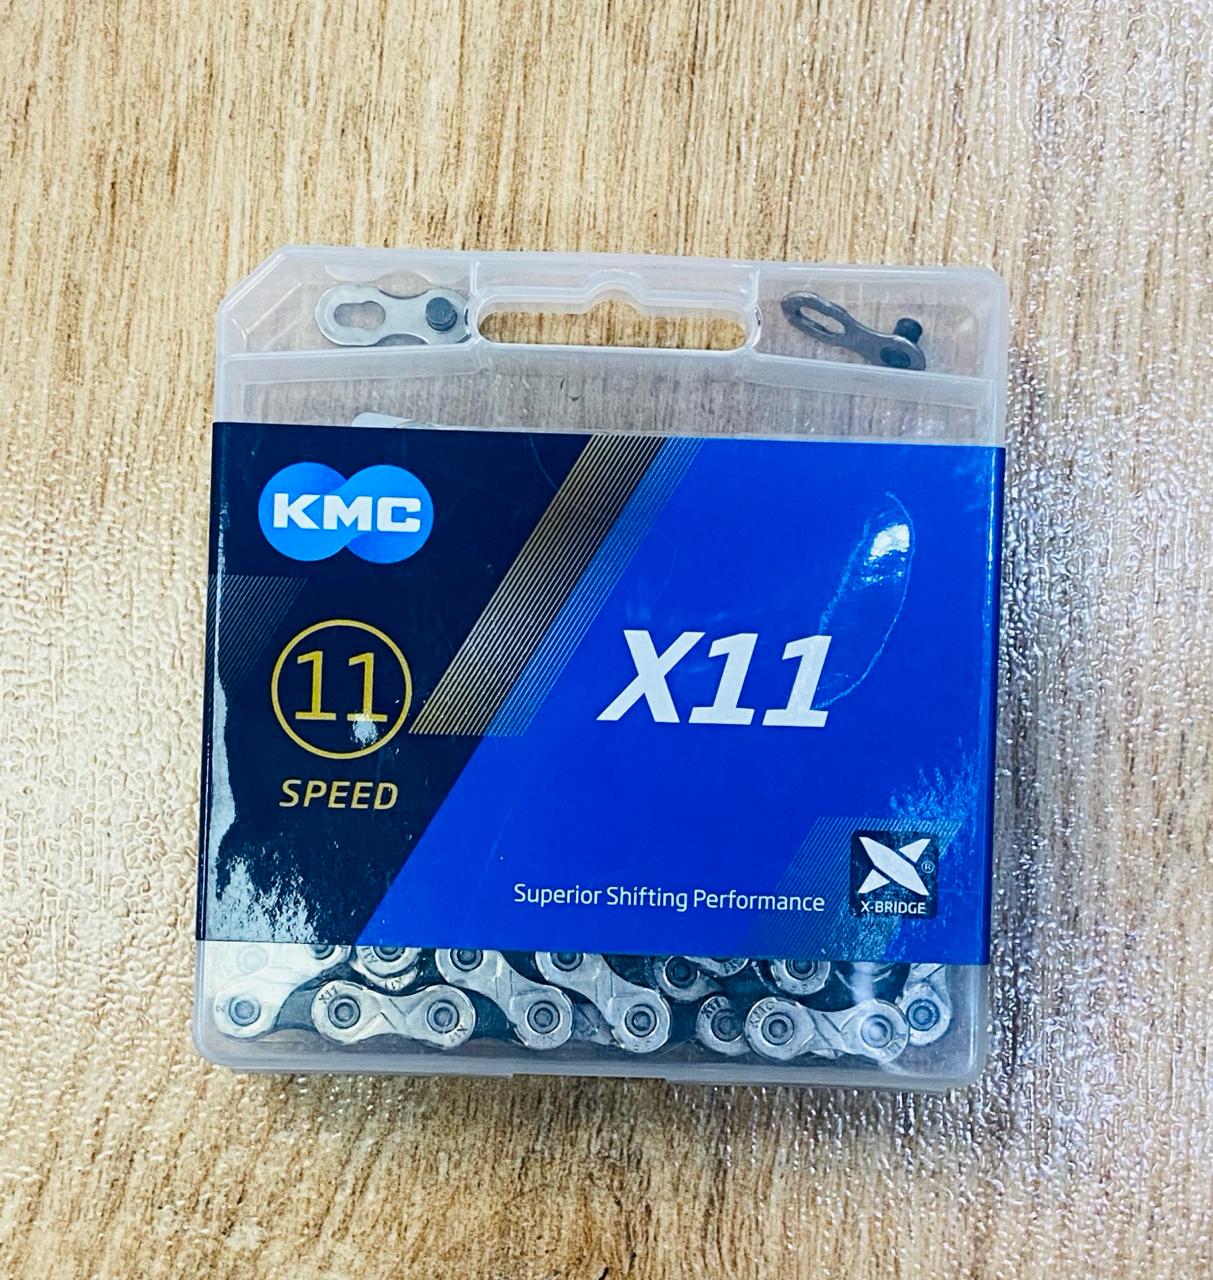 KMC
11
SPEED
X11
Superior Shifting Performance
X-BRIDGE®